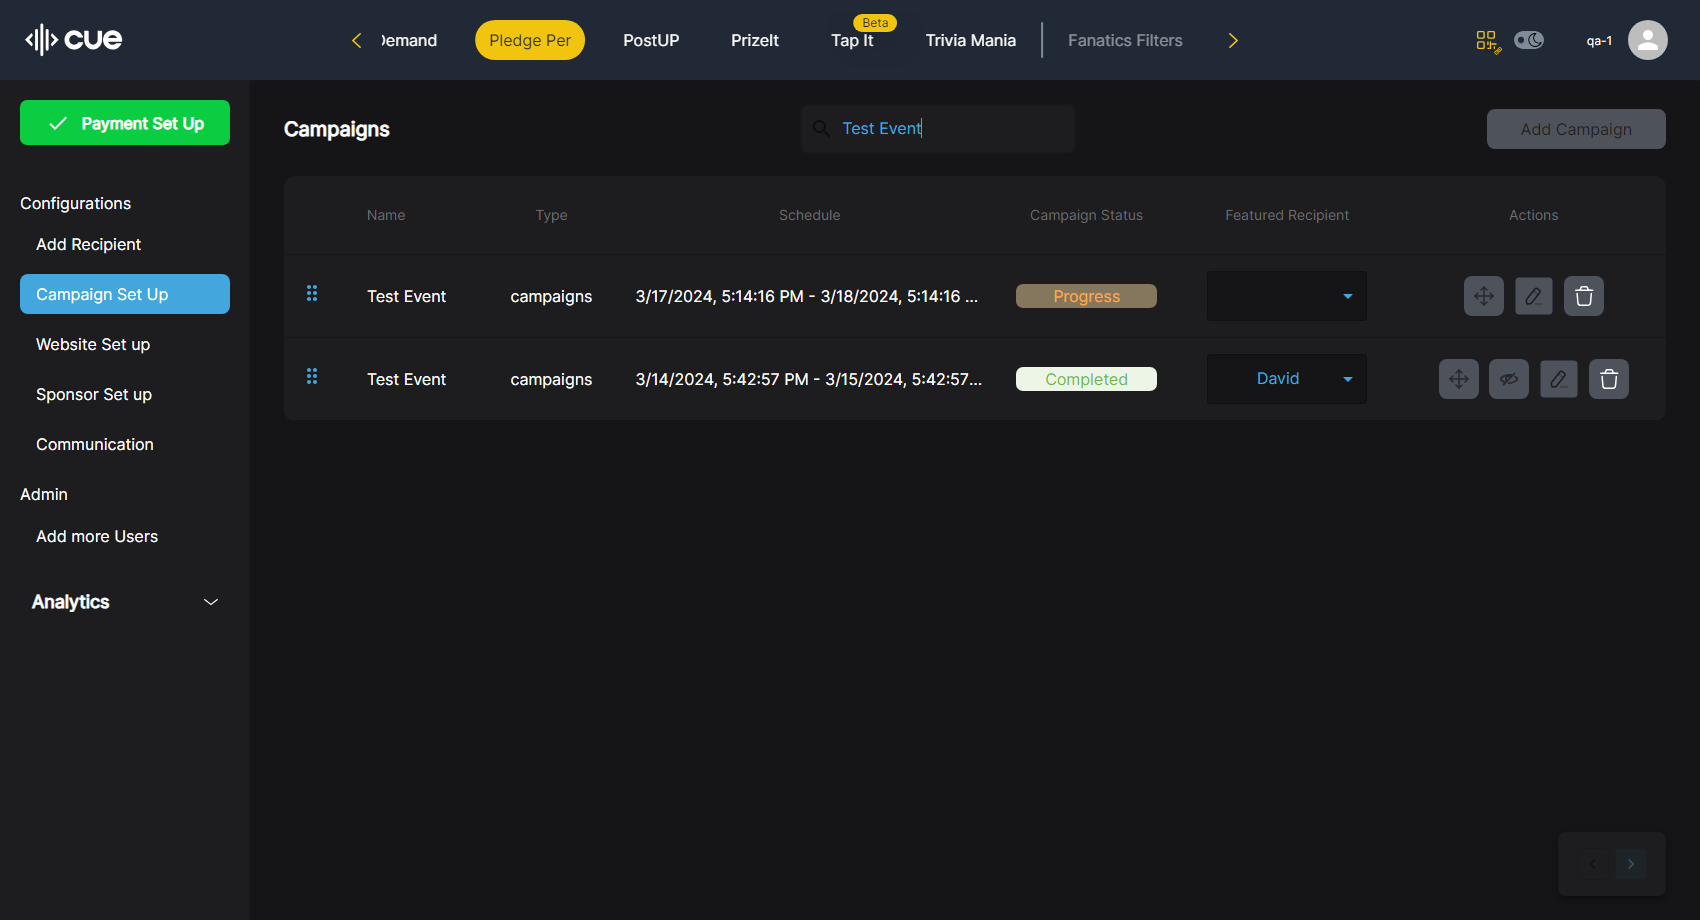 cue
Demand
Pledge Per
PostUP
PrizeIt
Beta
Tap It
Trivia Mania
Fanatics Filters
qa-1
Payment Set Up
Configurations
Add Recipient
Campaign Set Up
Website Set up
Sponsor Set up
Communication
Admin
Add more Users
Analytics
Campaigns
Test Event
Add Campaign
Name Type Schedule Campaign Status Featured Recipient Actions
Test Event campaigns 3/17/2024, 5:14:16 PM - 3/18/2024, 5:14:16 ... Progress
Test Event campaigns 3/14/2024, 5:42:57 PM - 3/15/2024, 5:42:57... Completed David